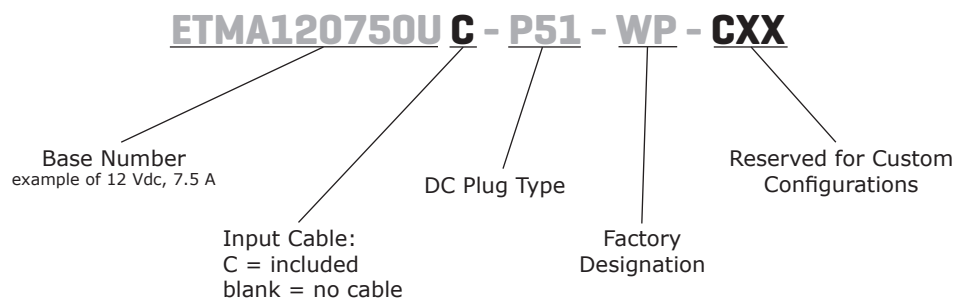 ETMA120750U C - P51 - WP - CXX
Base Number
example of 12 Vdc, 7.5 A
Input Cable:
C = included
blank = no cable
DC Plug Type
Factory
Designation
Reserved for Custom
Configurations